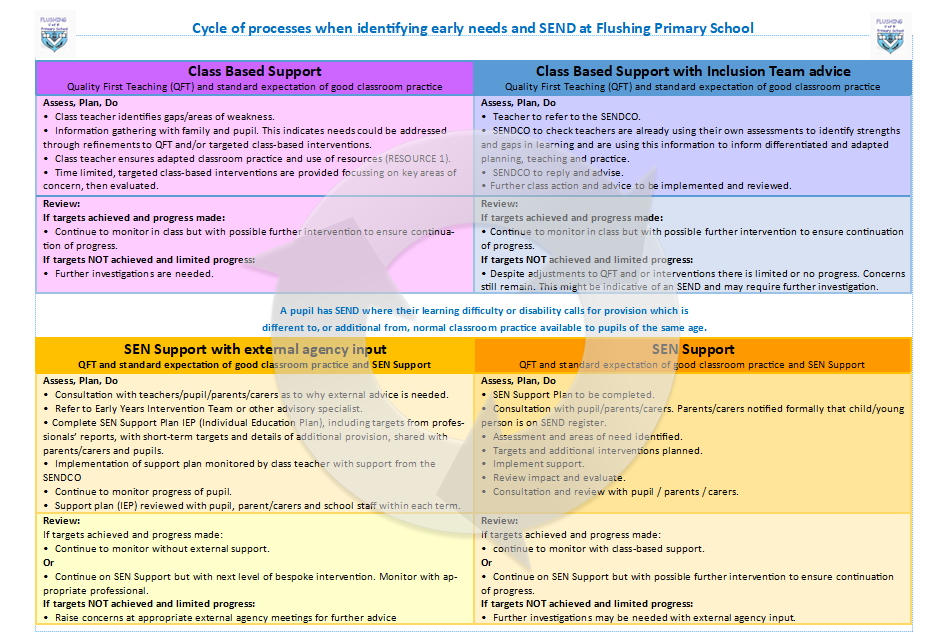 FLUSHING
C of E
Primary School
Cycle of processes when identifying early needs and SEND at Flushing Primary School
FLUSHING
C of E
Primary School
Class Based Support
Quality First Teaching (QFT) and standard expectation of good classroom practice
Assess, Plan, Do
• Class teacher identifies gaps/areas of weakness.
• Information gathering with family and pupil. This indicates needs could be addressed
through refinements to QFT and/or targeted class-based interventions.
• Class teacher ensures adapted classroom practice and use of resources (RESOURCE 1).
• Time limited, targeted class-based interventions are provided focussing on key areas of
concern, then evaluated.
Review:
If targets achieved and progress made:
• Continue to monitor in class but with possible further intervention to ensure continua-
tion of progress.
If targets NOT achieved and limited progress:
• Further investigations are needed.
Class Based Support with Inclusion Team advice
Quality First Teaching (QFT) and standard expectation of good classroom practice
Assess, Plan, Do
• Teacher to refer to the SENDCO.
• SENDCO to check teachers are already using their own assessments to identify strengths
and gaps in learning and are using this information to inform differentiated and adapted
planning, teaching and practice.
• SENDCO to reply and advise.
• Further class action and advice to be implemented and reviewed.
Review:
If targets achieved and progress made:
• Continue to monitor in class but with possible further intervention to ensure continuation
of progress.
If targets NOT achieved and limited progress:
• Despite adjustments to QFT and or interventions there is limited or no progress. Concerns
still remain. This might be indicative of an SEND and may require further investigation.
A pupil has SEND where their learning difficulty or disability calls for provision which is
different to, or additional from, normal classroom practice available to pupils of the same age.
SEN Support with external agency input
QFT and standard expectation of good classroom practice and SEN Support
Assess, Plan, Do
• Consultation with teachers/pupil/parents/carers as to why external advice is needed.
• Refer to Early Years Intervention Team or other advisory specialist.
• Complete SEN Support Plan IEP (Individual Education Plan), including targets from profes-
sionals' reports, with short-term targets and details of additional provision, shared with
parents/carers and pupils.
• Implementation of support plan monitored by class teacher with support from the
SENDCO
• Continue to monitor progress of pupil.
• Support plan (IEP) reviewed with pupil, parent/carers and school staff within each term.
Review:
If targets achieved and progress made:
• Continue to monitor without external support.
Or
• Continue on SEN Support but with next level of bespoke intervention. Monitor with ap-
propriate professional.
If targets NOT achieved and limited progress:
• Raise concerns at appropriate external agency meetings for further advice
SEN Support
QFT and standard expectation of good classroom practice and SEN Support
Assess, Plan, Do
• SEN Support Plan to be completed.
• Consultation with pupil/parents/carers. Parents/carers notified formally that child/young
person is on SEND register.
• Assessment and areas of need identified.
• Targets and additional interventions planned.
• Implement support.
• Review impact and evaluate.
• Consultation and review with pupil / parents / carers.
Review:
If targets achieved and progress made:
• continue to monitor with class-based support.
Or
• Continue on SEN Support but with possible further intervention to ensure continuation
of progress.
If targets NOT achieved and limited progress:
• Further investigations may be needed with external agency input.